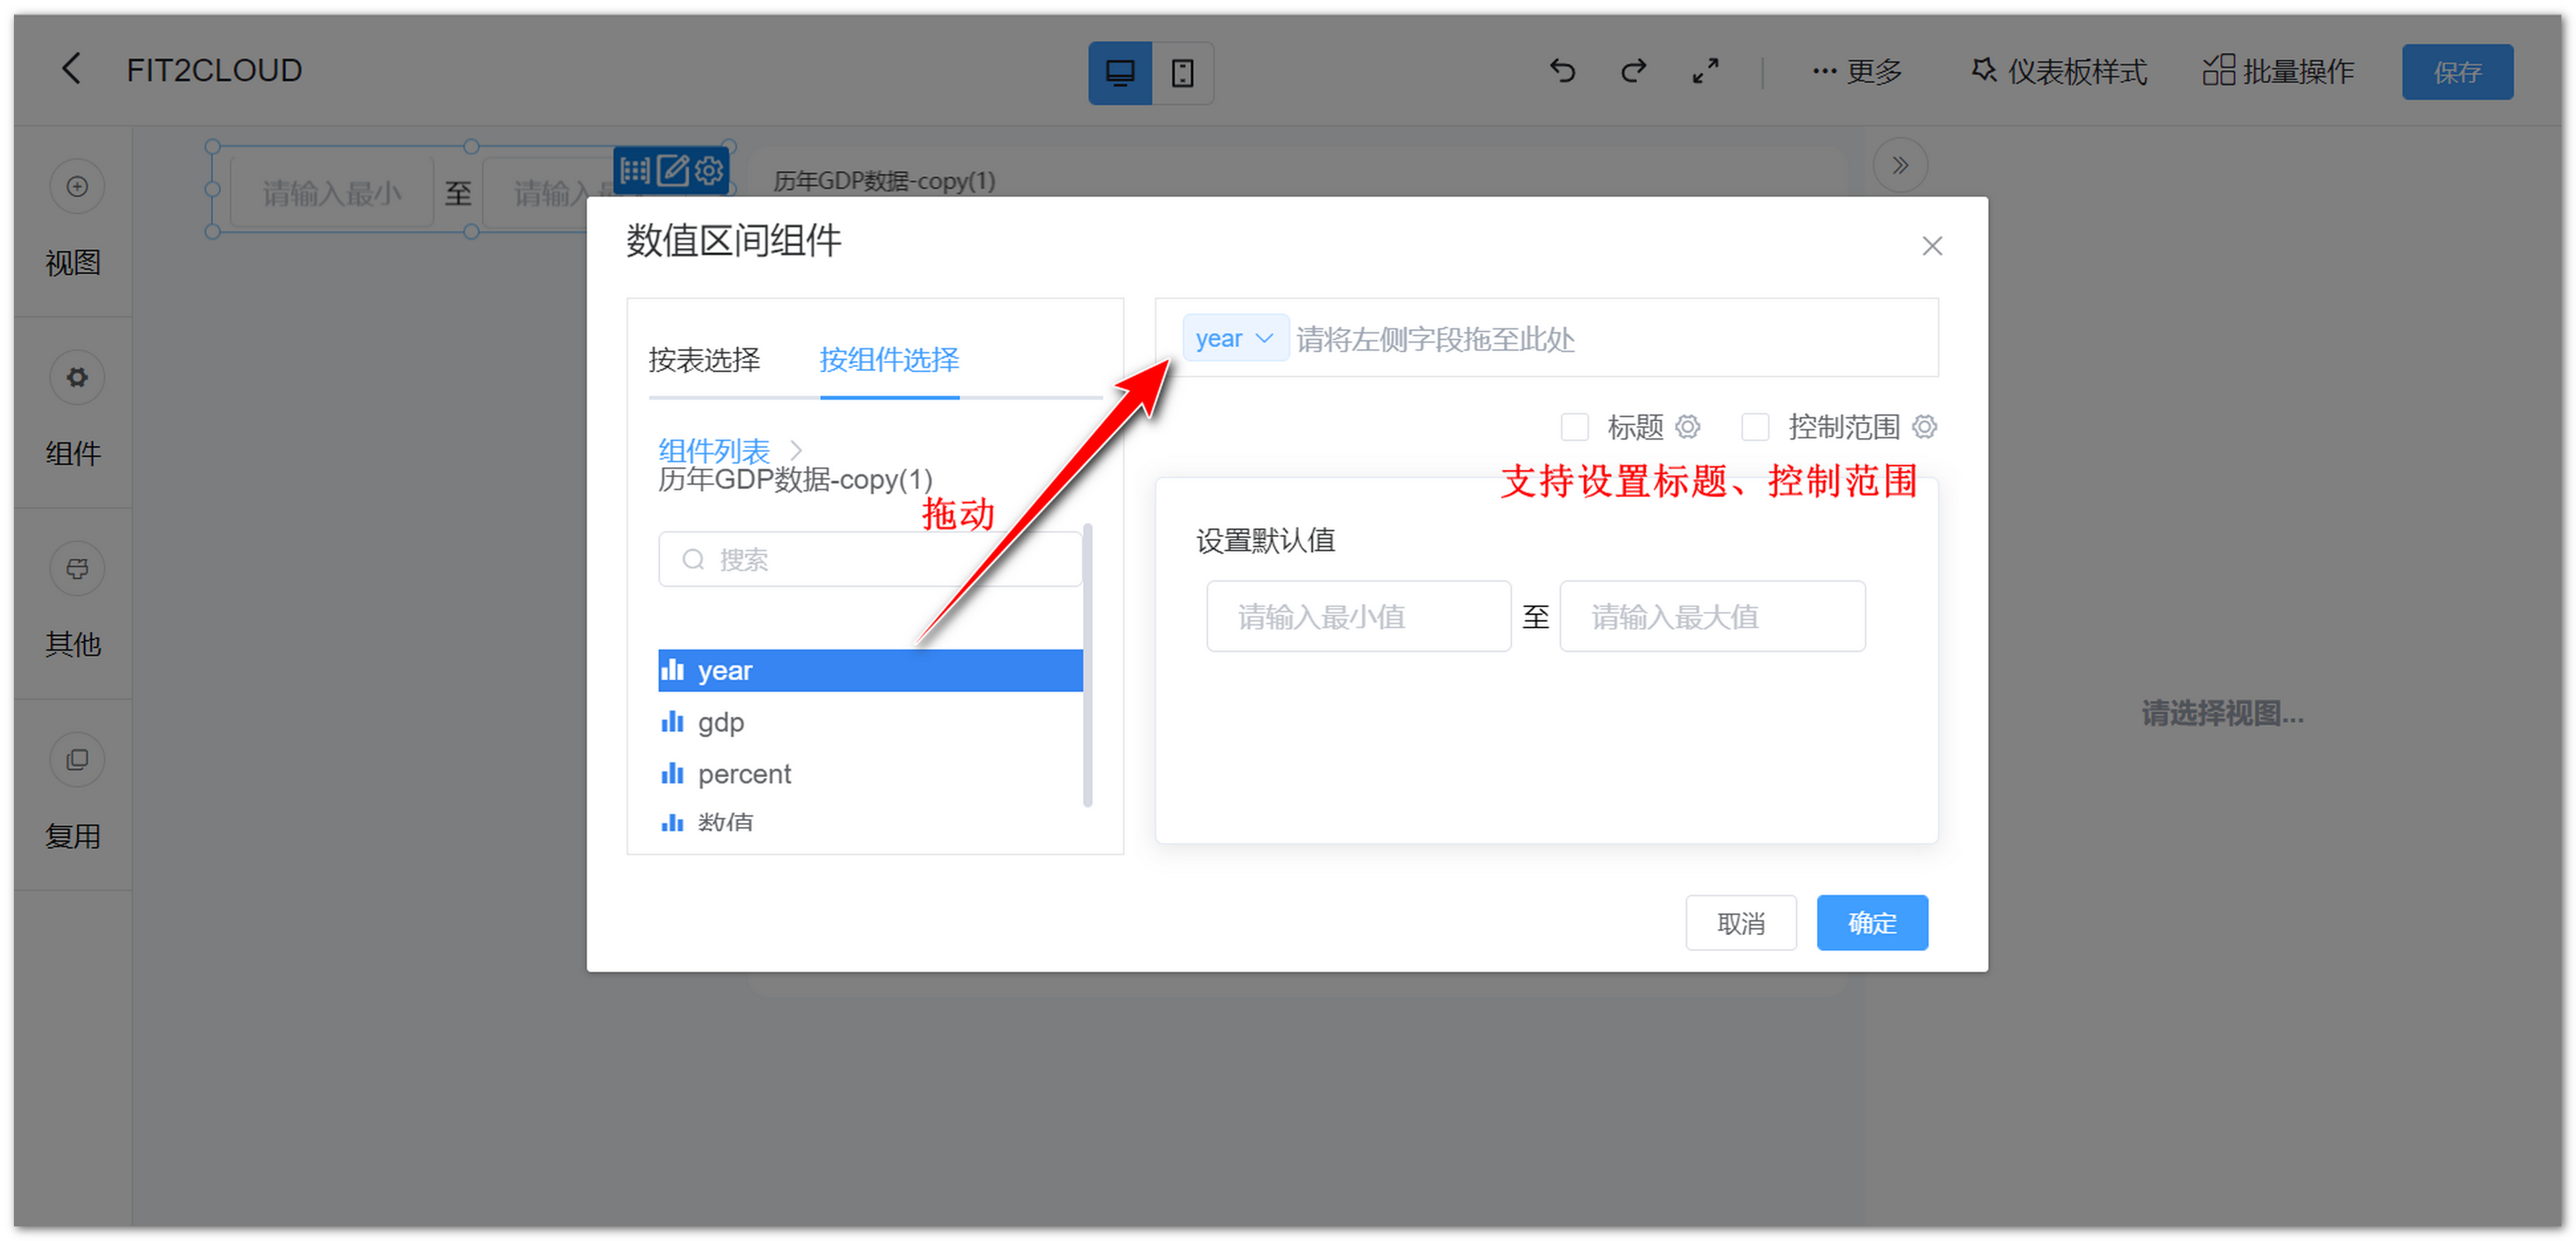 FIT2CLOUD
更多
仪表板样式
批量操作
保存
视图
组件
其他
复用
请输入最小
至
请输入
历年GDP数据-copy(1)
数值区间组件
按表选择
按组件选择
组件列表
历年GDP数据-copy(1)
拖动
搜索
year
gdp
percent
数值
year
请将左侧字段拖至此处
标题
控制范围
支持设置标题、控制范围
设置默认值
请输入最小值
至
请输入最大值
取消
确定
请选择视图...